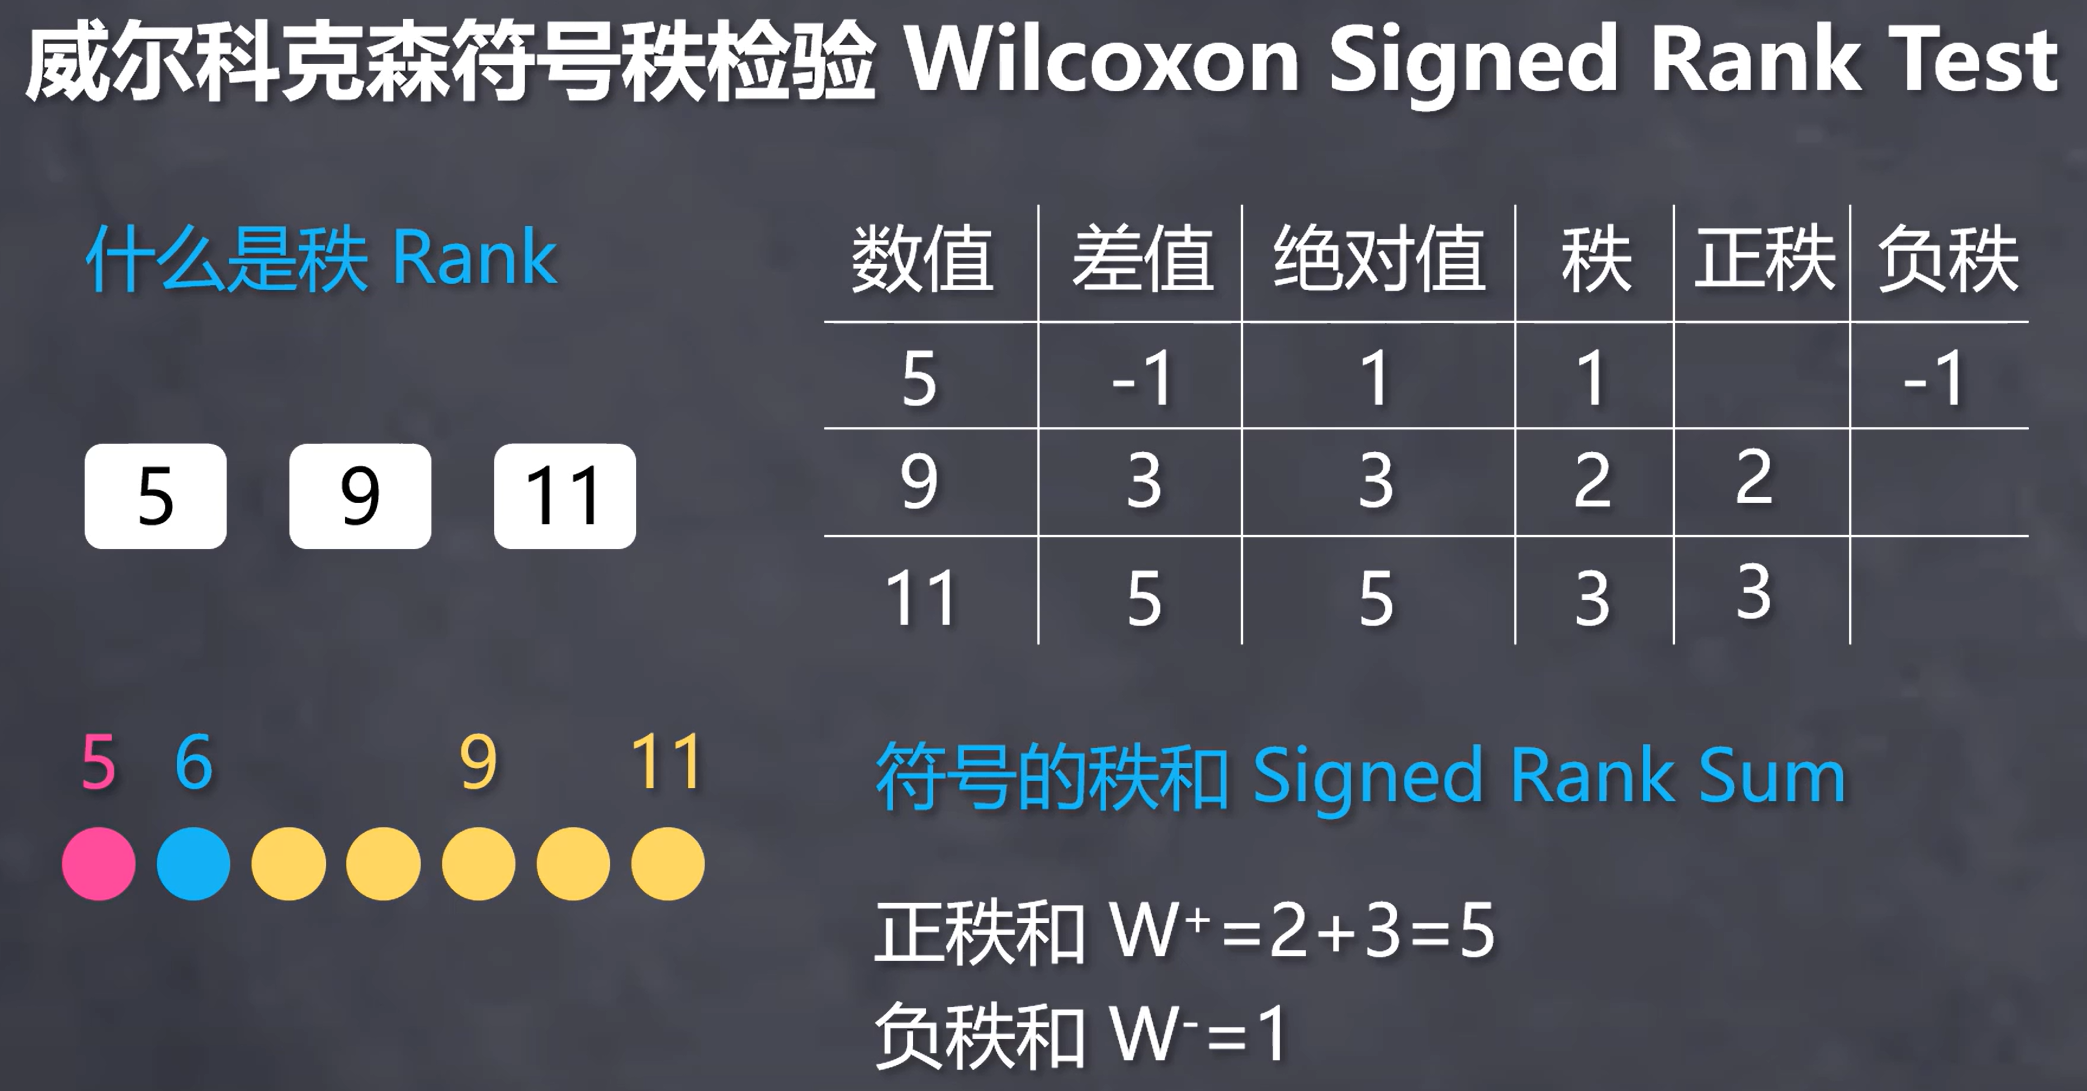 威尔科克森符号秩检验 Wilcoxon Signed Rank Test
什么是秩 Rank
5 9 11
5 6 9 11
数值 差值 绝对值 秩 正秩 负秩
5 -1 1 1 -1
9 3 3 2 2
11 5 5 3 3
符号的秩和 Signed Rank Sum
正秩和 W⁺=2+3=5
负秩和 W⁻=1